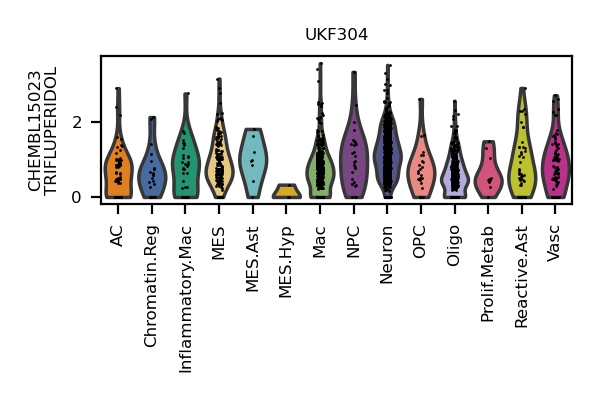 UKF304
CHEMBL15023
TRIFLUPERIDOL
2
0
AC
Chromatin.Reg
Inflammatory.Mac
MES
MES.Ast
MES.Hyp
Mac
NPC
Neuron
OPC
Oligo
Prolif.Metab
Reactive.Ast
Vasc